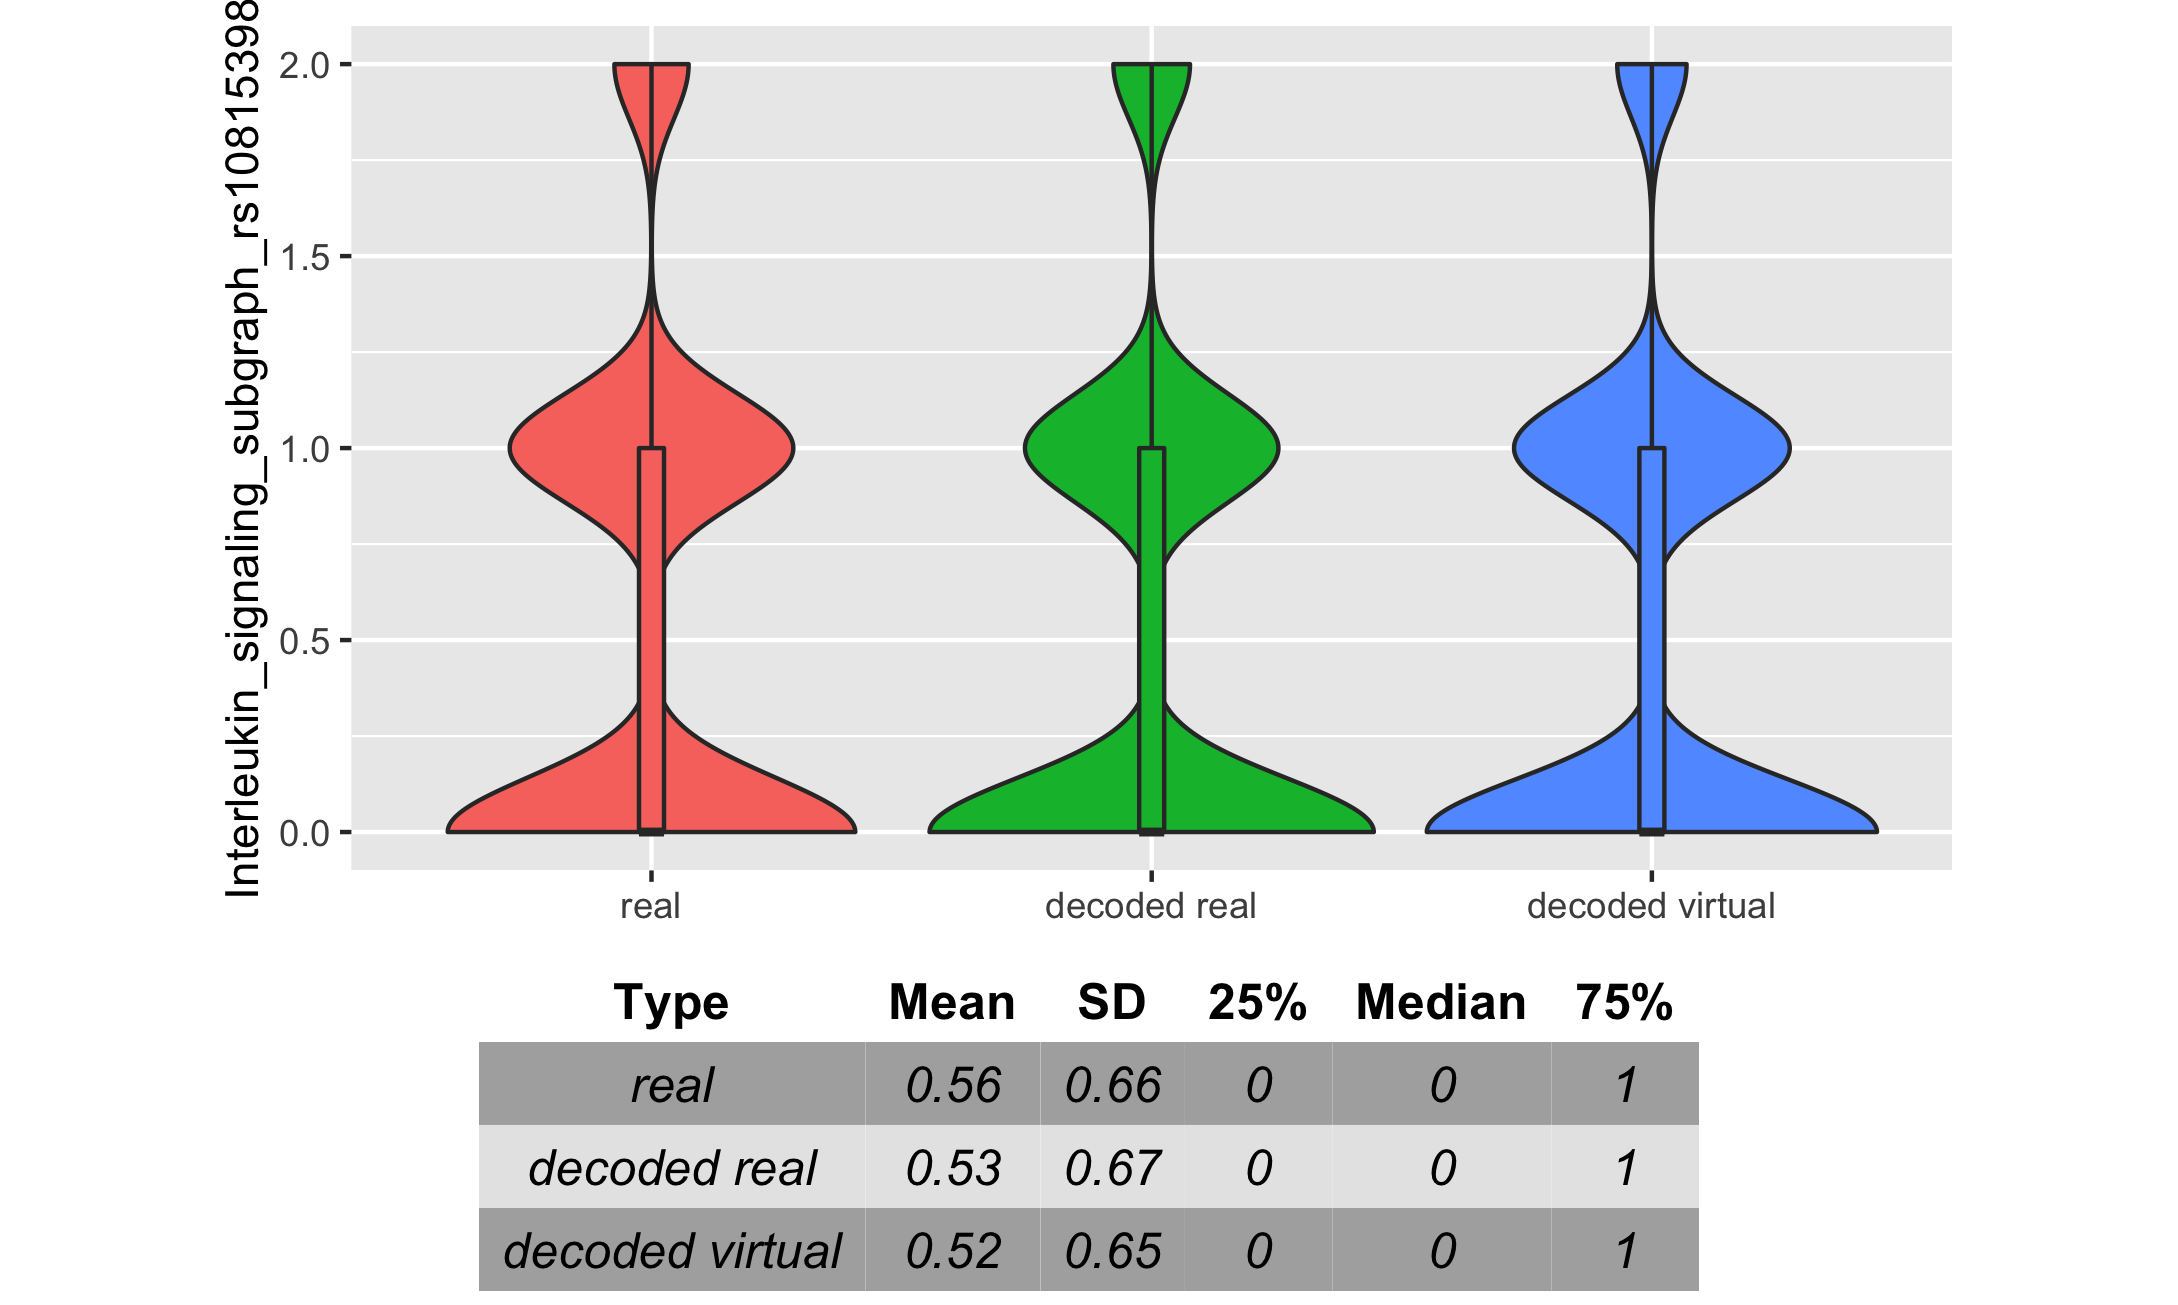 Interleukin_signaling_subgraph_rs10815398
2.0
1.5
1.0
0.5
0.0
real decoded real decoded virtual
Type Mean SD 25% Median 75%
real 0.56 0.66 0 0 1
decoded real 0.53 0.67 0 0 1
decoded virtual 0.52 0.65 0 0 1